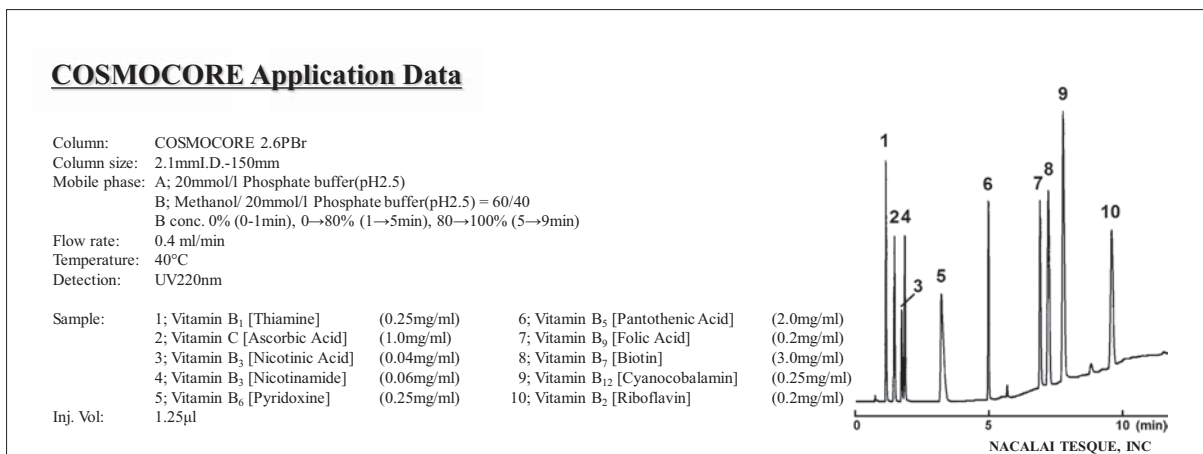 COSMOCORE Application Data
Column: COSMOCORE 2.6PBr
Column size: 2.1mmI.D.-150mm
Mobile phase: A; 20mmol/l Phosphate buffer(pH2.5)
B; Methanol/ 20mmol/l Phosphate buffer(pH2.5) = 60/40
B conc. 0% (0-1min), 0→80% (1→5min), 80→100% (5→9min)
Flow rate: 0.4 ml/min
Temperature: 40°C
Detection: UV220nm
Sample: 1; Vitamin B₁ [Thiamine] (0.25mg/ml) 6; Vitamin B₅ [Pantothenic Acid] (2.0mg/ml)
2; Vitamin C [Ascorbic Acid] (1.0mg/ml) 7; Vitamin B₉ [Folic Acid] (0.2mg/ml)
3; Vitamin B₃ [Nicotinic Acid] (0.04mg/ml) 8; Vitamin B₇ [Biotin] (3.0mg/ml)
4; Vitamin B₃ [Nicotinamide] (0.06mg/ml) 9; Vitamin B₁₂ [Cyanocobalamin] (0.25mg/ml)
5; Vitamin B₆ [Pyridoxine] (0.25mg/ml) 10; Vitamin B₂ [Riboflavin] (0.2mg/ml)
Inj. Vol: 1.25μl
1
2 4
3
5
6
7
8
9
10
0 5 10 (min)
NACALAI TESQUE, INC